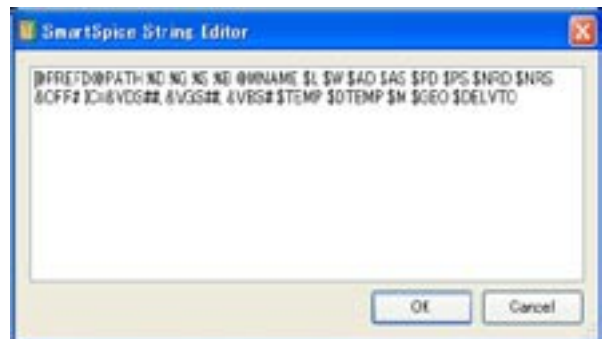 SmartSpice String Editor
@PREFIX@PATH %D %G %S %B @MNAME $L $W $AD $AS $PD $PS $NRD $NRS
&OFF# IC=&VDS##, &VGS##, &VBS# $TEMP $DTEMP $M $GEO $DELVTO
OK
Cancel